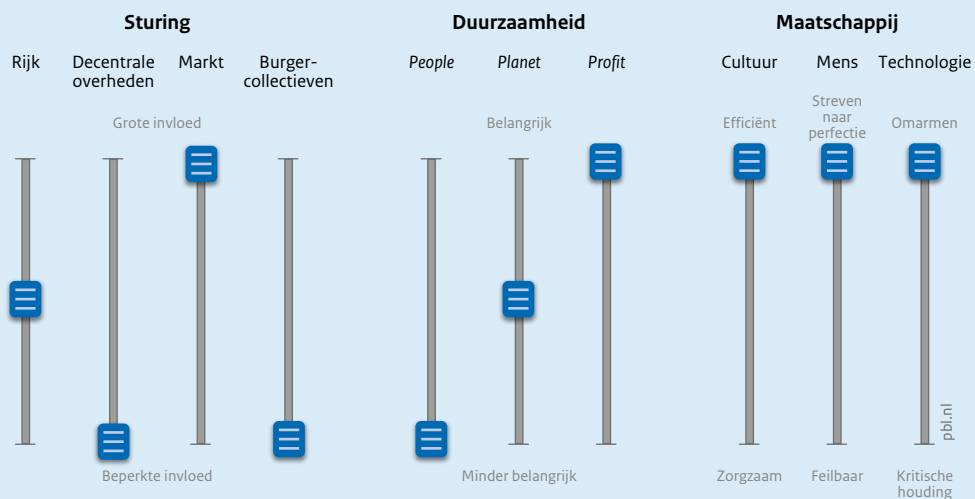 Sturing
Duurzaamheid
Maatschappij
Rijk
Decentrale
overheden
Markt
Burger-
collectieven
People
Planet
Profit
Cultuur
Mens
Technologie
Grote invloed
Belangrijk
Efficiënt
Streven
naar
perfectie
Omarmen
Beperkte invloed
Minder belangrijk
Zorgzaam
Feilbaar
Kritische
houding
pbl.nl